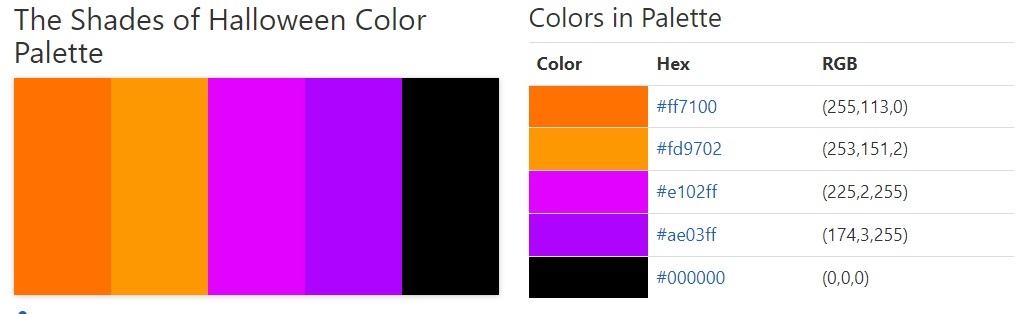 The Shades of Halloween Color
Palette
Colors in Palette
Color Hex RGB
#ff7100 (255,113,0)
#fd9702 (253,151,2)
#e102ff (225,2,255)
#ae03ff (174,3,255)
#000000 (0,0,0)